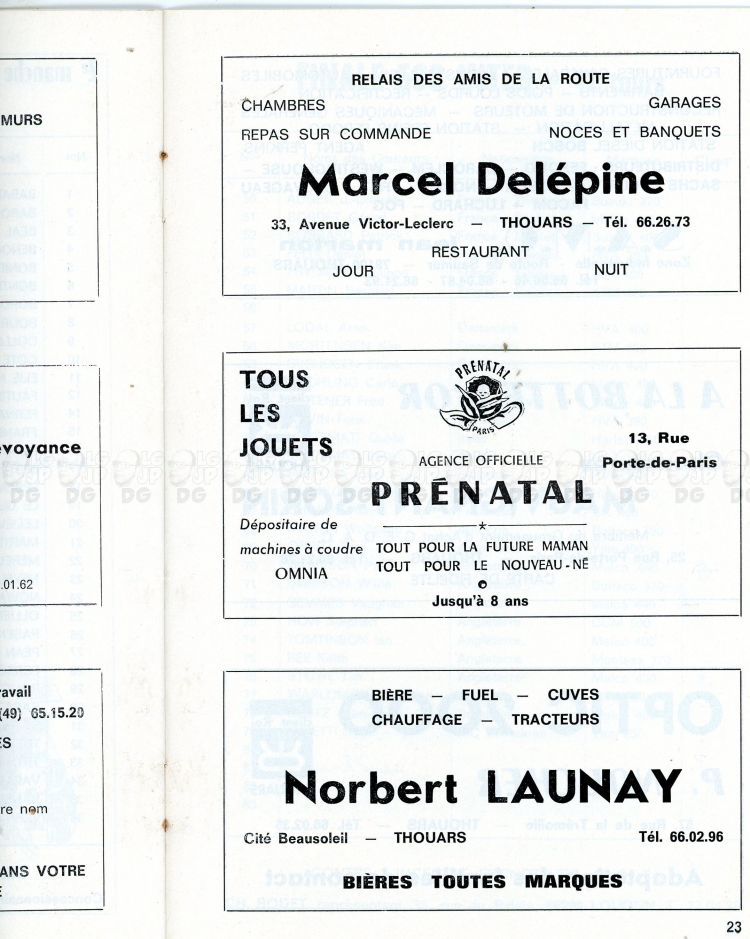 MURS
evoyance
.01.62
ravail
(49) 65.15.20
ES
re nom
ANS VOTRE
E
RELAIS DES AMIS DE LA ROUTE
CHAMBRES GARAGES
REPAS SUR COMMANDE NOCES ET BANQUETS
Marcel Delépine
33, Avenue Victor-Leclerc — THOUARS — Tél. 66.26.73
RESTAURANT
JOUR NUIT
TOUS
LES
JOUETS
PRÉNATAL
PARIS
13, Rue
Porte-de-Paris
AGENCE OFFICIELLE
PRÉNATAL
Dépositaire de
machines à coudre
OMNIA
TOUT POUR LA FUTURE MAMAN
TOUT POUR LE NOUVEAU-NÉ
Jusqu'à 8 ans
BIÈRE — FUEL — CUVES
CHAUFFAGE — TRACTEURS
Norbert LAUNAY
Cité Beausoleil — THOUARS Tél. 66.02.96
BIÈRES TOUTES MARQUES
23